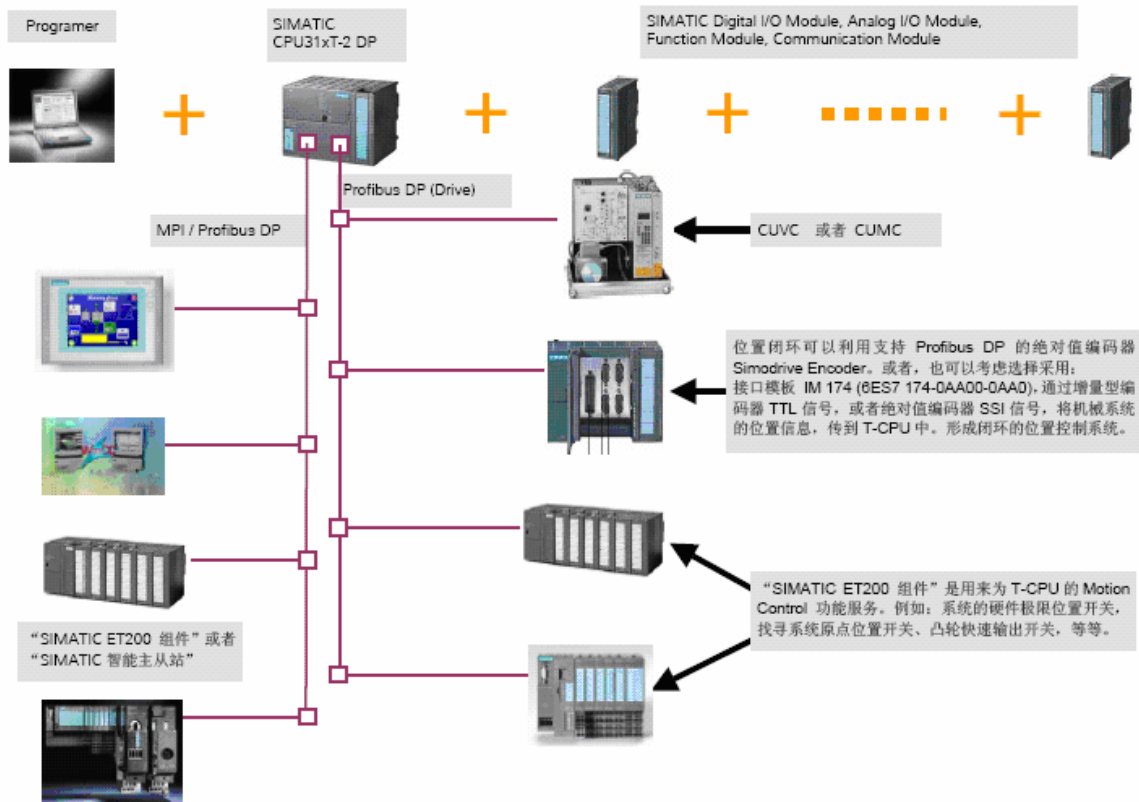 Programer
SIMATIC
CPU31xT-2 DP
SIMATIC Digital I/O Module, Analog I/O Module,
Function Module, Communication Module
Profibus DP (Drive)
MPI / Profibus DP
CUVC 或者 CUMC
位置闭环可以利用支持 Profibus DP 的绝对值编码器
Simodrive Encoder。或者，也可以考虑选择采用：
接口模板 IM 174 (6ES7 174-0AA00-0AA0)，通过增量型编
码器 TTL 信号，或者绝对值编码器 SSI 信号，将机械系统
的位置信息，传到 T-CPU 中。形成闭环的位置控制系统。
“SIMATIC ET200 组件”是用来为 T-CPU 的 Motion
Control 功能服务。例如：系统的硬件极限位置开关，
找寻系统原点位置开关、凸轮快速输出开关，等等。
“SIMATIC ET200 组件”或者
“SIMATIC 智能主从站”